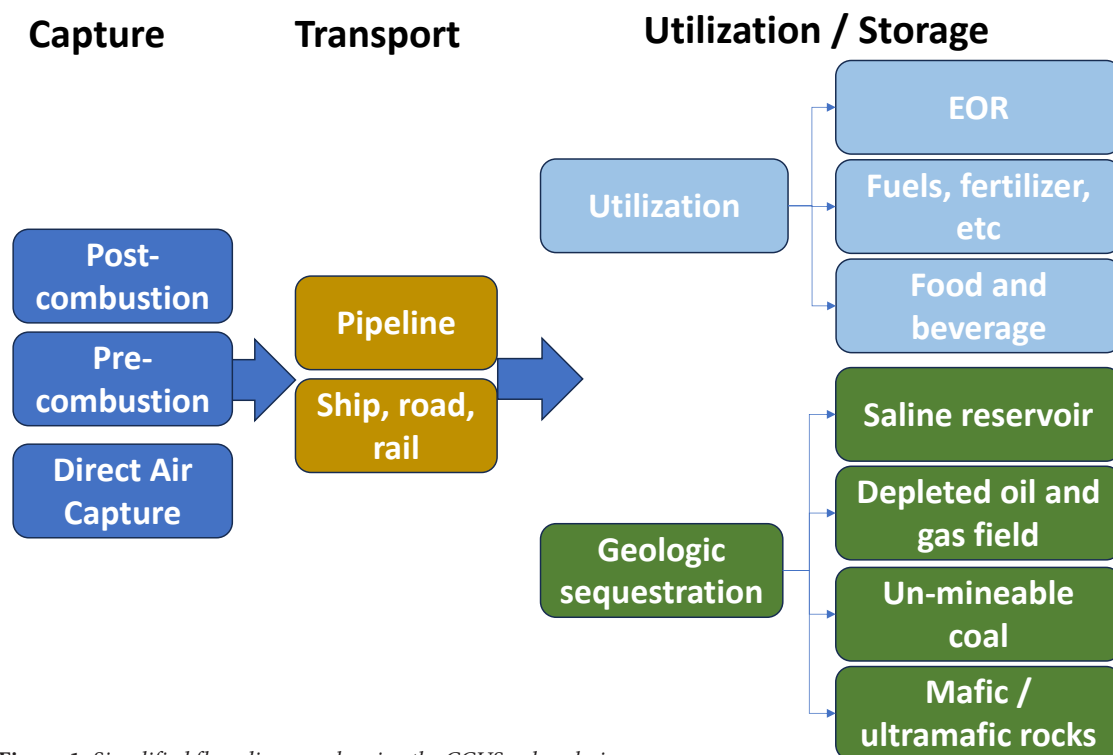 Capture
Transport
Utilization / Storage
Post-
combustion
Pre-
combustion
Direct Air
Capture
Pipeline
Ship, road,
rail
Utilization
EOR
Fuels, fertilizer,
etc
Food and
beverage
Geologic
sequestration
Saline reservoir
Depleted oil and
gas field
Un-mineable
coal
Mafic /
ultramafic rocks